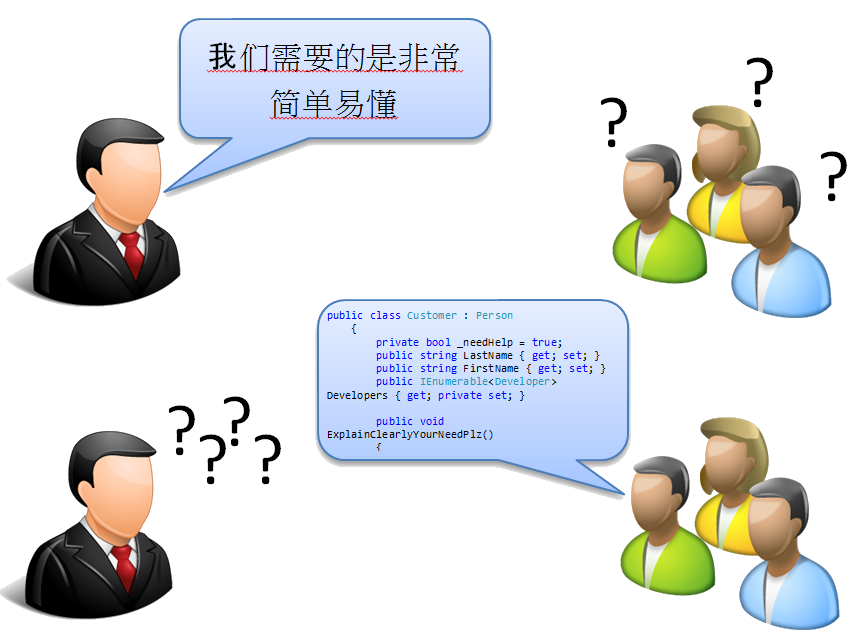 我们需要的是非常
简单易懂
?
?
?
public class Customer : Person
{
private bool _needHelp = true;
public string LastName { get; set; }
public string FirstName { get; set; }
public IEnumerable<Developer>
Developers { get; private set; }
public void
ExplainClearlyYourNeedPlz()
{
?
?
?
?